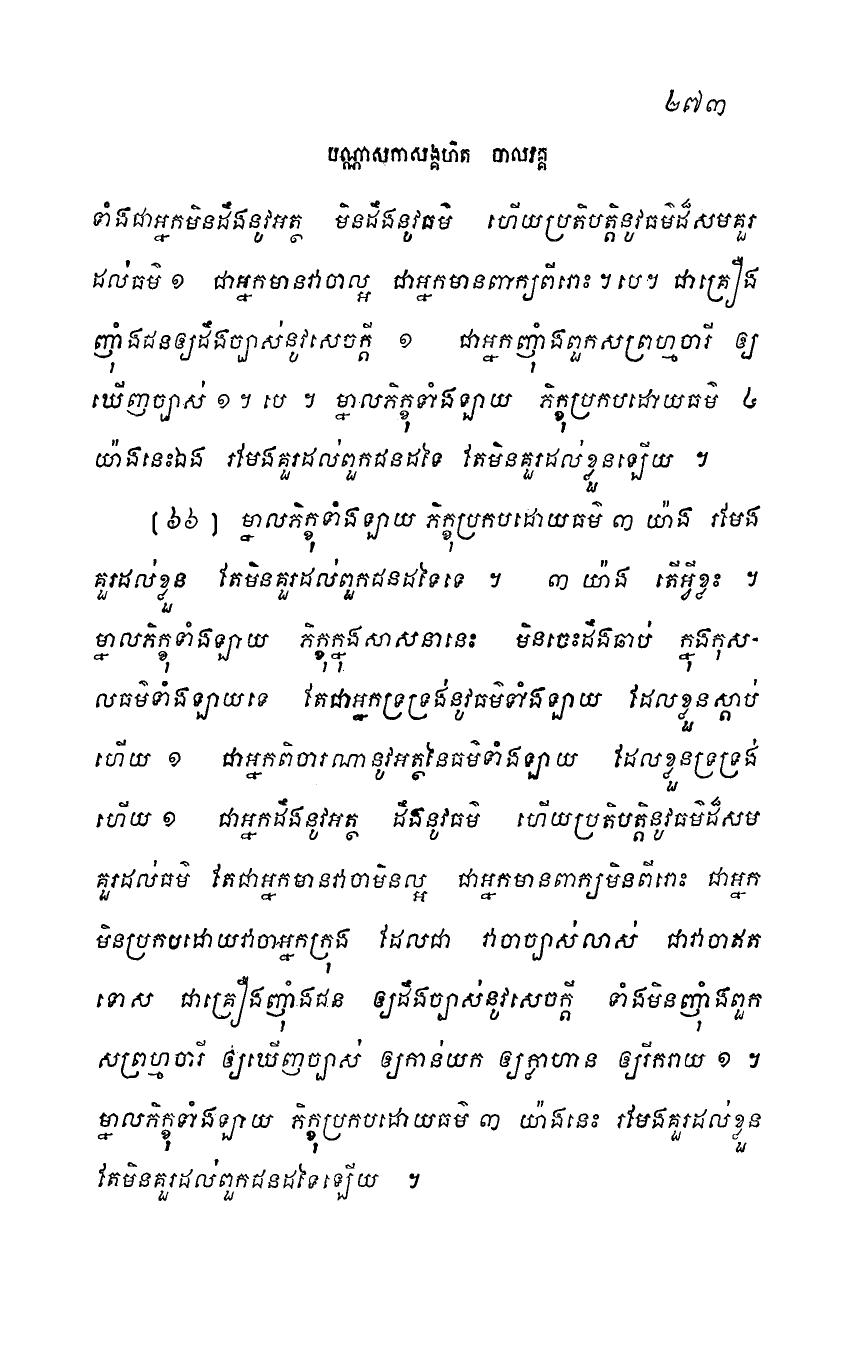 ២៧៣
បណ្ណាសកាសង្គហិត បាលវគ្គ
ទាំងជាអ្នកមិនដឹងនូវអត្ថ មិនដឹងនូវធម៌ ហើយប្រតិបត្តិនូវធម៌ដ៏សមគួរ
ដល់ធម៌ ១ ជាអ្នកមានវាចាល្អ ជាអ្នកមានពាក្យពីរោះ ។ បេ ។ ជាគ្រឿង
ញ៉ាំងជនឲ្យដឹងច្បាស់នូវសេចក្តី ១ ជាអ្នកញ៉ាំងពួកសព្រហ្មចារី ឲ្យ
ឃើញច្បាស់ ១ ។ បេ ។ ម្នាលភិក្ខុទាំងឡាយ ភិក្ខុប្រកបដោយធម៌ ៤
យ៉ាងនេះឯង រមែងគួរដល់ពួកជនដទៃ តែមិនគួរដល់ខ្លួនឡើយ ។
[៦៦] ម្នាលភិក្ខុទាំងឡាយ ភិក្ខុប្រកបដោយធម៌ ៣ យ៉ាង រមែង
គួរដល់ខ្លួន តែមិនគួរដល់ពួកជនដទៃទេ ។ ៣ យ៉ាង តើអ្វីខ្លះ ។
ម្នាលភិក្ខុទាំងឡាយ ភិក្ខុក្នុងសាសនានេះ មិនចេះដឹងឆាប់ ក្នុងកុស-
លធម៌ទាំងឡាយទេ តែជាអ្នកទ្រទ្រង់នូវធម៌ទាំងឡាយ ដែលខ្លួនស្តាប់
ហើយ ១ ជាអ្នកពិចារណានូវអត្ថនៃធម៌ទាំងឡាយ ដែលខ្លួនទ្រទ្រង់
ហើយ ១ ជាអ្នកដឹងនូវអត្ថ ដឹងនូវធម៌ ហើយប្រតិបត្តិនូវធម៌ដ៏សម
គួរដល់ធម៌ តែជាអ្នកមានវាចាមិនល្អ ជាអ្នកមានពាក្យមិនពីរោះ ជាអ្នក
មិនប្រកបដោយវាចាអ្នកក្រុង ដែលជា វាចាច្បាស់លាស់ ជាវាចាឥត
ទោស ជាគ្រឿងញ៉ាំងជន ឲ្យដឹងច្បាស់នូវសេចក្តី ទាំងមិនញ៉ាំងពួក
សព្រហ្មចារី ឲ្យឃើញច្បាស់ ឲ្យកាន់យក ឲ្យក្លាហាន ឲ្យរីករាយ ១ ។
ម្នាលភិក្ខុទាំងឡាយ ភិក្ខុប្រកបដោយធម៌ ៣ យ៉ាងនេះ រមែងគួរដល់ខ្លួន
តែមិនគួរដល់ពួកជនដទៃឡើយ ។